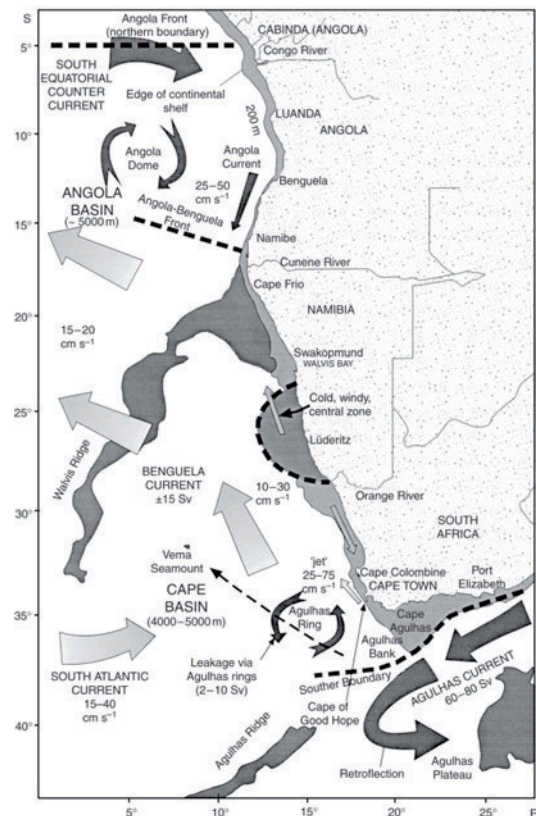 S
Angola Front
(northern boundary)
CABINDA (ANGOLA)
Congo River
5°
SOUTH
EQUATORIAL
COUNTER
CURRENT
Edge of continental
shelf
200 m
LUANDA
10°
ANGOLA
Angola
Dome
Angola
Current
25–50
cm s⁻¹
Benguela
ANGOLA
BASIN
(~ 5000 m)
Angola-Benguela
Front
15°
Namibe
Cunene River
Cape Frio
NAMIBIA
20°
15–20
cm s⁻¹
Swakopmund
WALVIS BAY
Cold, windy,
central zone
25°
Lüderitz
Walvis Ridge
BENGUELA
CURRENT
±15 Sv
10–30
cm s⁻¹
Orange River
30°
SOUTH
AFRICA
Vema
Seamount
'jet'
25–75
cm s⁻¹
Cape Colombine
CAPE TOWN
Port
Elizabeth
CAPE
BASIN
(4000–5000 m)
Agulhas
Ring
Cape
Agulhas
35°
Agulhas
Bank
Leakage via
Agulhas rings
(2–10 Sv)
SOUTH ATLANTIC
CURRENT
15–40
cm s⁻¹
Souther Boundary
AGULHAS CURRENT
60–80 Sv
Cape of
Good Hope
40°
Agulhas Ridge
Retroflection
Agulhas
Plateau
5°
10°
15°
20°
25°
E